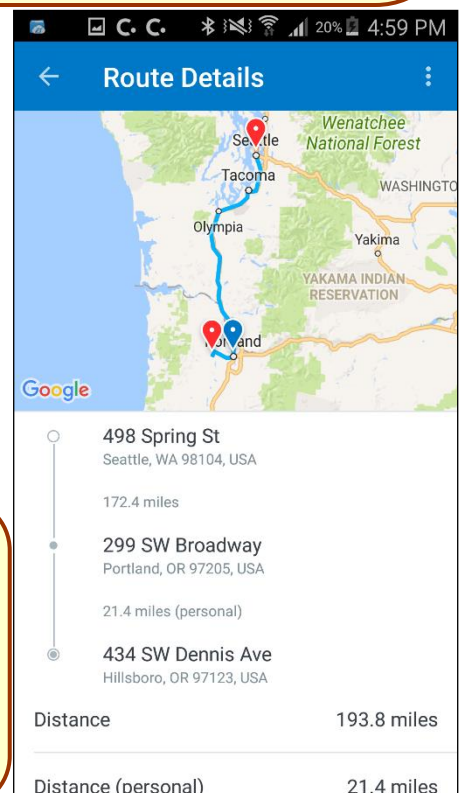 C. C. 20% 4:59 PM
Route Details
Wenatchee
National Forest
Seattle
Tacoma
WASHINGTO
Olympia
Yakima
YAKAMA INDIAN
RESERVATION
Portland
Google
498 Spring St
Seattle, WA 98104, USA
172.4 miles
299 SW Broadway
Portland, OR 97205, USA
21.4 miles (personal)
434 SW Dennis Ave
Hillsboro, OR 97123, USA
Distance 193.8 miles
Distance (personal) 21.4 miles